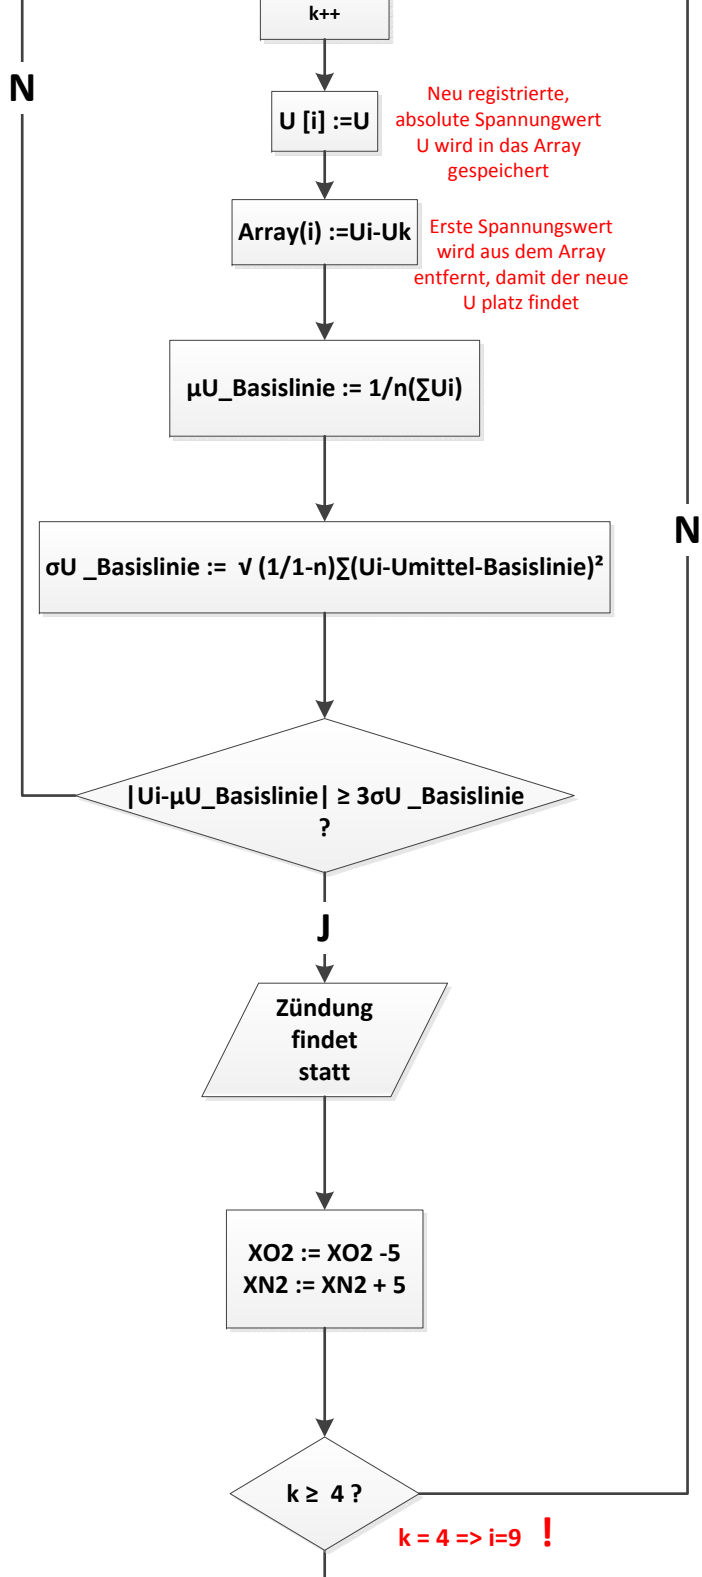 k++
N
U [i] :=U
Neu registrierte,
absolute Spannungwert
U wird in das Array
gespeichert
Array(i) :=Ui-Uk
Erste Spannungswert
wird aus dem Array
entfernt, damit der neue
U platz findet
µU_Basislinie := 1/n(∑Ui)
N
σU _Basislinie := √ (1/1-n)∑(Ui-Umittel-Basislinie)²
|Ui-µU_Basislinie| ≥ 3σU _Basislinie
?
J
Zündung
findet
statt
XO2 := XO2 -5
XN2 := XN2 + 5
k ≥ 4 ?
k = 4 => i=9 !